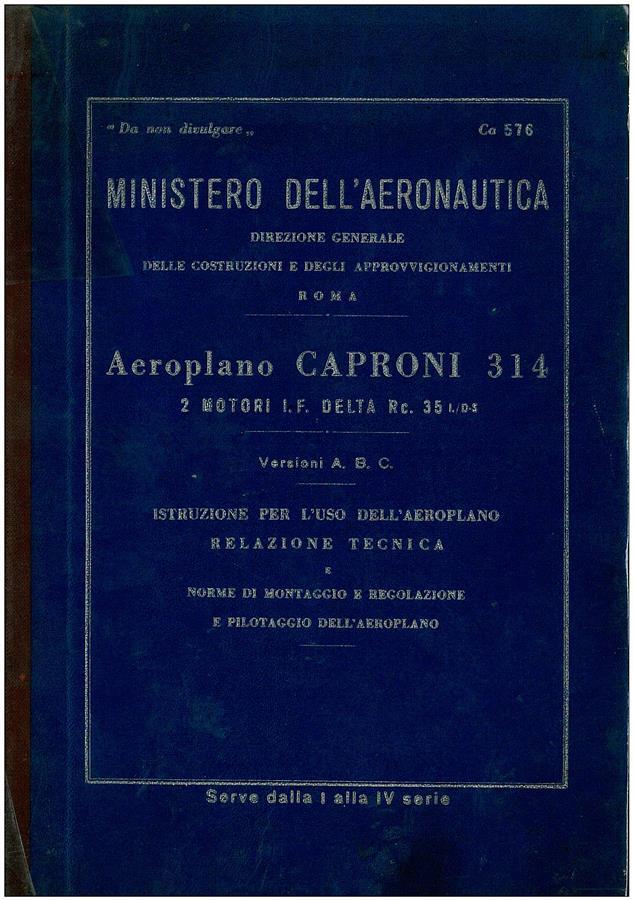 " Da non divulgare „
Ca 576
MINISTERO DELL'AERONAUTICA
DIREZIONE GENERALE
DELLE COSTRUZIONI E DEGLI APPROVVIGIONAMENTI
ROMA
Aeroplano CAPRONI 314
2 MOTORI I.F. DELTA Rc. 35 I./D-S
Versioni A. B. C.
ISTRUZIONE PER L'USO DELL'AEROPLANO
RELAZIONE TECNICA
E
NORME DI MONTAGGIO E REGOLAZIONE
E PILOTAGGIO DELL'AEROPLANO
Serve dalla I alla IV serie